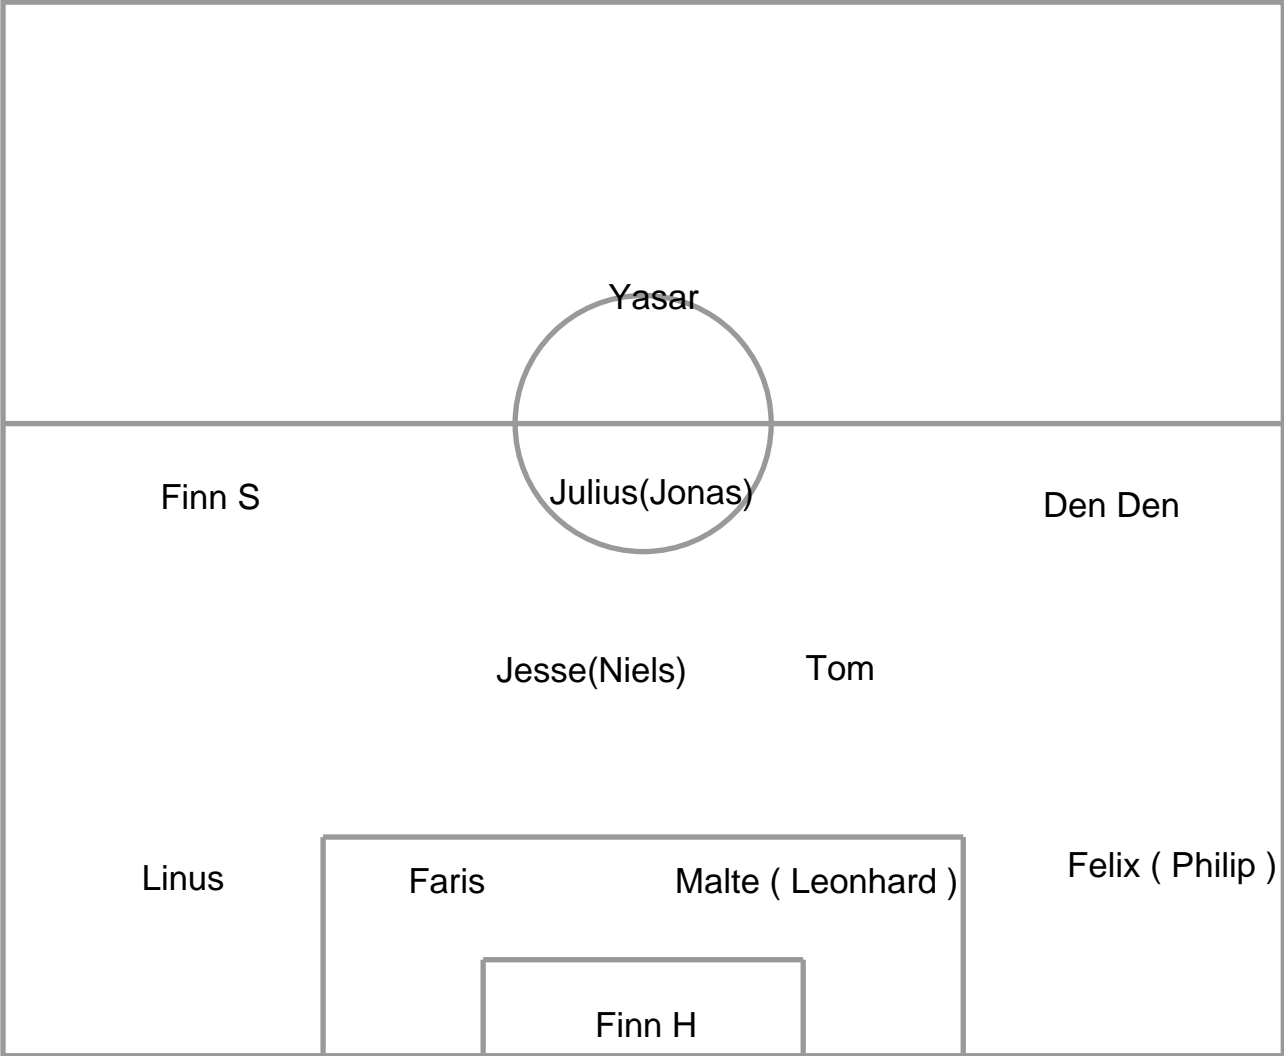 Yasar
Finn S
Julius(Jonas)
Den Den
Jesse(Niels)
Tom
Linus
Faris
Malte ( Leonhard )
Felix ( Philip )
Finn H